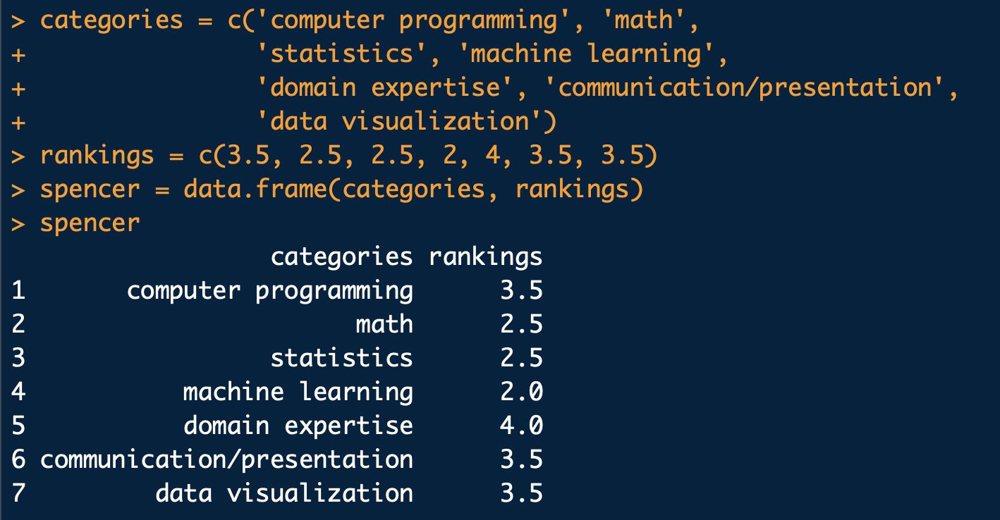 > categories = c('computer programming', 'math',
+                'statistics', 'machine learning',
+                'domain expertise', 'communication/presentation',
+                'data visualization')
> rankings = c(3.5, 2.5, 2.5, 2, 4, 3.5, 3.5)
> spencer = data.frame(categories, rankings)
> spencer
                  categories rankings
1       computer programming      3.5
2                       math      2.5
3                 statistics      2.5
4           machine learning      2.0
5           domain expertise      4.0
6 communication/presentation      3.5
7         data visualization      3.5